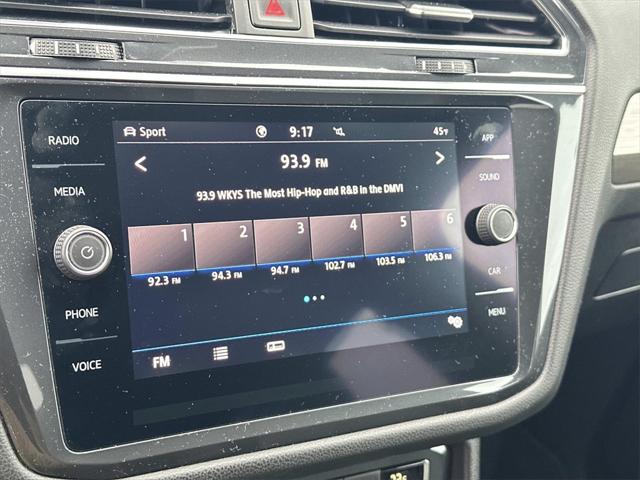 Sport 9:17 45°F
RADIO
APP
93.9 FM
MEDIA
SOUND
93.9 WKYS The Most Hip-Hop and R&B in the DMV!
1 2 3 4 5 6
92.3 FM 94.3 FM 94.7 FM 102.7 FM 103.5 FM 106.3 FM
CAR
PHONE
MENU
FM
VOICE